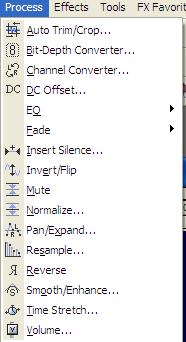 Process Effects Tools FX Favorit
Auto Trim/Crop...
Bit-Depth Converter...
Channel Converter...
DC DC Offset...
EQ
Fade
Insert Silence...
Invert/Flip
Mute
Normalize...
Pan/Expand...
Resample...
Reverse
Smooth/Enhance...
Time Stretch...
Volume...